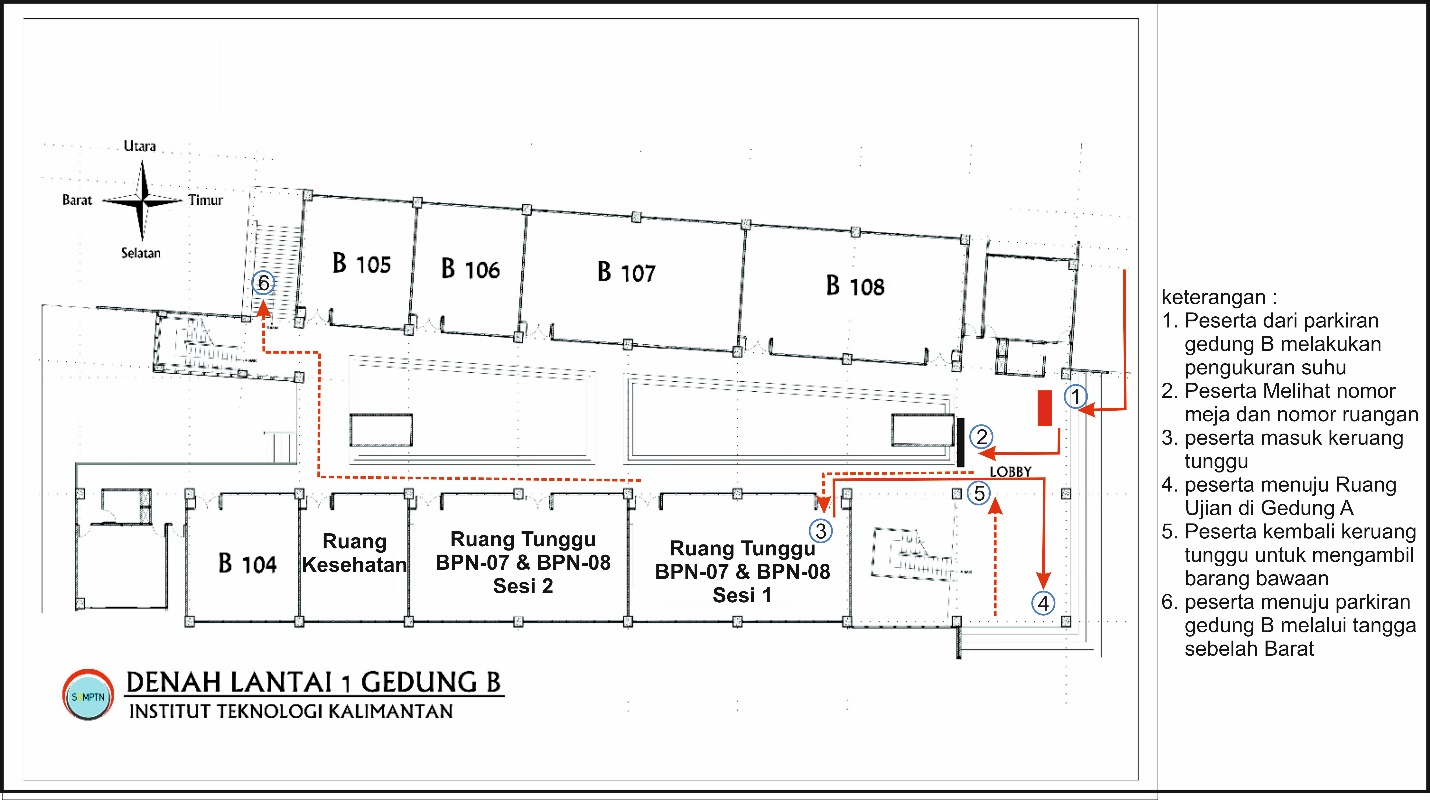 Utara
Barat
Timur
Selatan
B 105
B 106
B 107
B 108
6
1
2
LOBBY
5
3
4
B 104
Ruang
Kesehatan
Ruang Tunggu
BPN-07 & BPN-08
Sesi 2
Ruang Tunggu
BPN-07 & BPN-08
Sesi 1
DENAH LANTAI 1 GEDUNG B
INSTITUT TEKNOLOGI KALIMANTAN
keterangan :
1. Peserta dari parkiran
gedung B melakukan
pengukuran suhu
2. Peserta Melihat nomor
meja dan nomor ruangan
3. peserta masuk keruang
tunggu
4. peserta menuju Ruang
Ujian di Gedung A
5. Peserta kembali keruang
tunggu untuk mengambil
barang bawaan
6. peserta menuju parkiran
gedung B melalui tangga
sebelah Barat